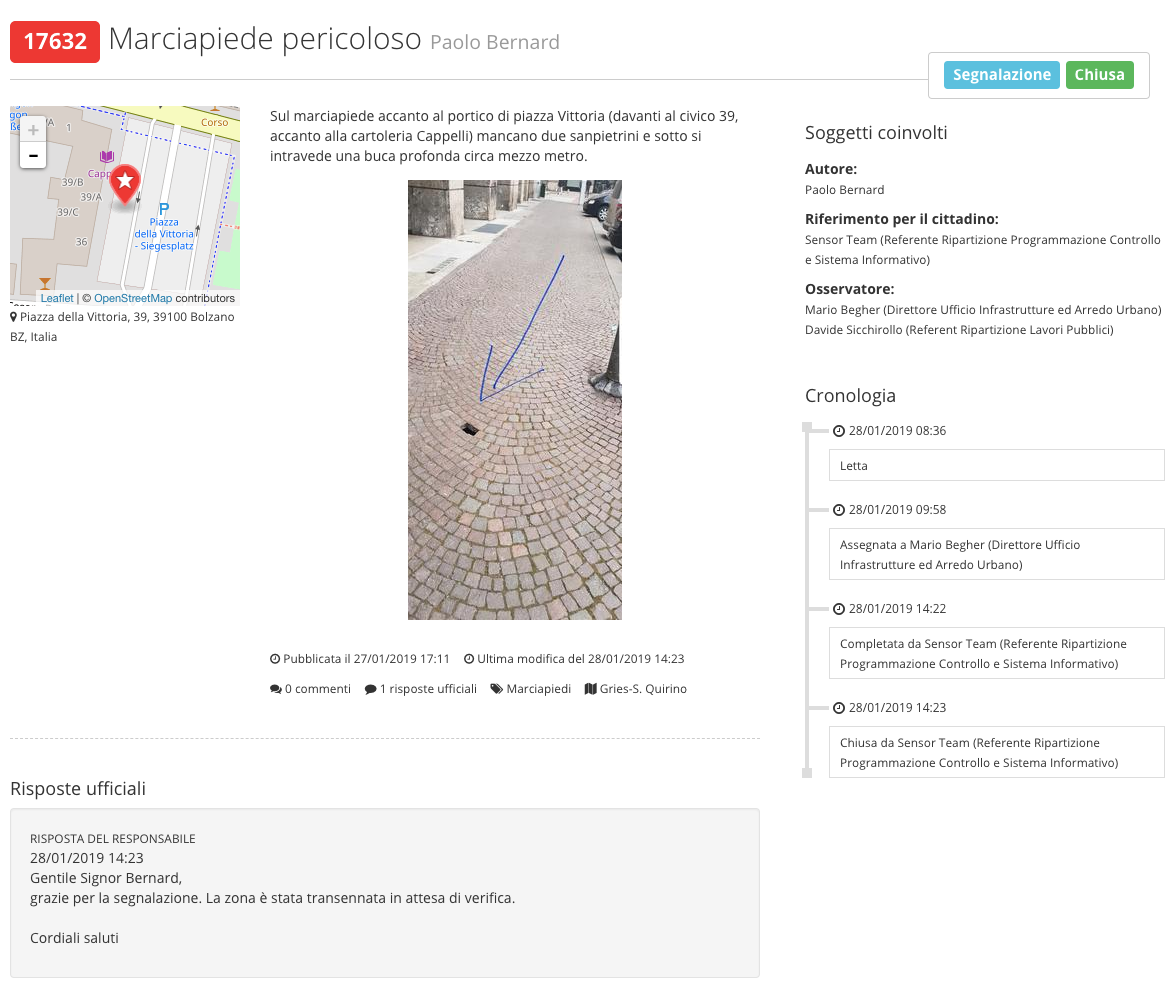 17632 Marciapiede pericoloso Paolo Bernard
Segnalazione Chiusa
+
-
1
Corso
Capp
39/B
39/A
39/C
36
P
Piazza
della Vittoria
- Siegesplatz
Leaflet | © OpenStreetMap contributors
Piazza della Vittoria, 39, 39100 Bolzano
BZ, Italia
Sul marciapiede accanto al portico di piazza Vittoria (davanti al civico 39,
accanto alla cartoleria Cappelli) mancano due sanpietrini e sotto si
intravede una buca profonda circa mezzo metro.
Pubblicata il 27/01/2019 17:11 Ultima modifica del 28/01/2019 14:23
0 commenti 1 risposte ufficiali Marciapiedi Gries-S. Quirino
Risposte ufficiali
RISPOSTA DEL RESPONSABILE
28/01/2019 14:23
Gentile Signor Bernard,
grazie per la segnalazione. La zona è stata transennata in attesa di verifica.
Cordiali saluti
Soggetti coinvolti
Autore:
Paolo Bernard
Riferimento per il cittadino:
Sensor Team (Referente Ripartizione Programmazione Controllo
e Sistema Informativo)
Osservatore:
Mario Begher (Direttore Ufficio Infrastrutture ed Arredo Urbano)
Davide Sicchirollo (Referent Ripartizione Lavori Pubblici)
Cronologia
28/01/2019 08:36
Letta
28/01/2019 09:58
Assegnata a Mario Begher (Direttore Ufficio
Infrastrutture ed Arredo Urbano)
28/01/2019 14:22
Completata da Sensor Team (Referente Ripartizione
Programmazione Controllo e Sistema Informativo)
28/01/2019 14:23
Chiusa da Sensor Team (Referente Ripartizione
Programmazione Controllo e Sistema Informativo)